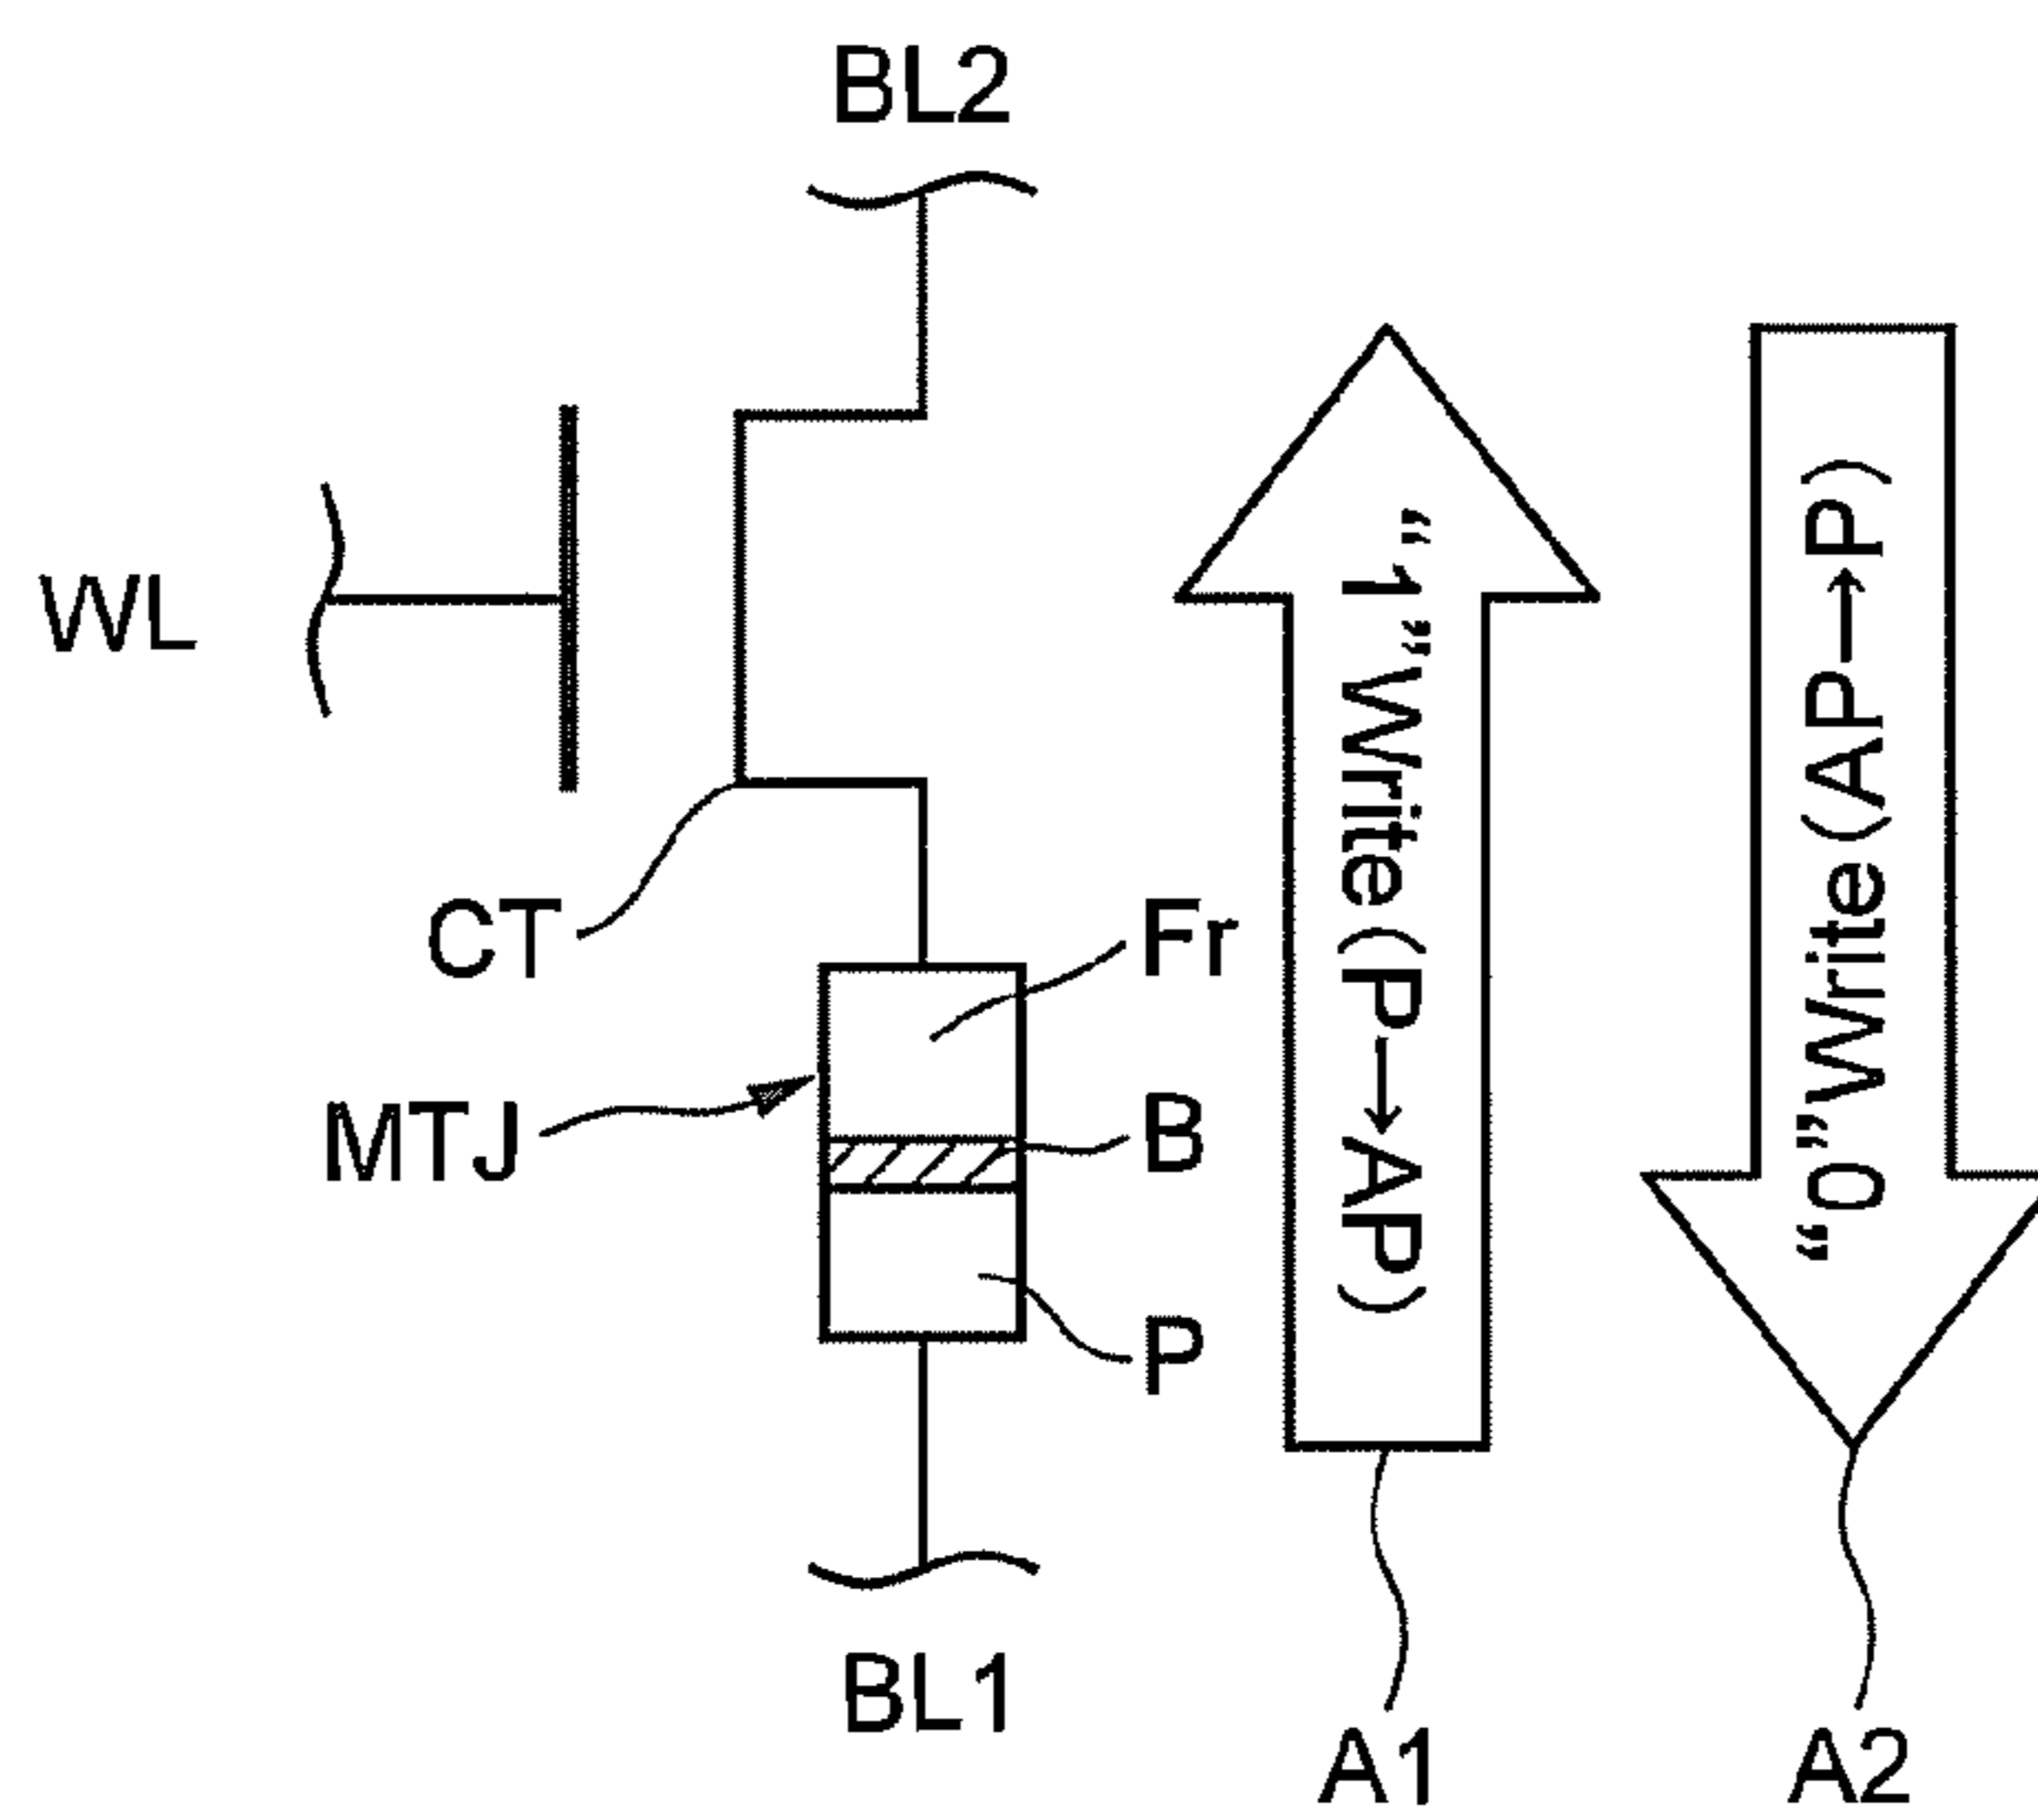 BL2
WL
CT
MTJ
Fr
B
P
BL1
“1”Write(P→AP)
“0”Write(AP→P)
A1
A2